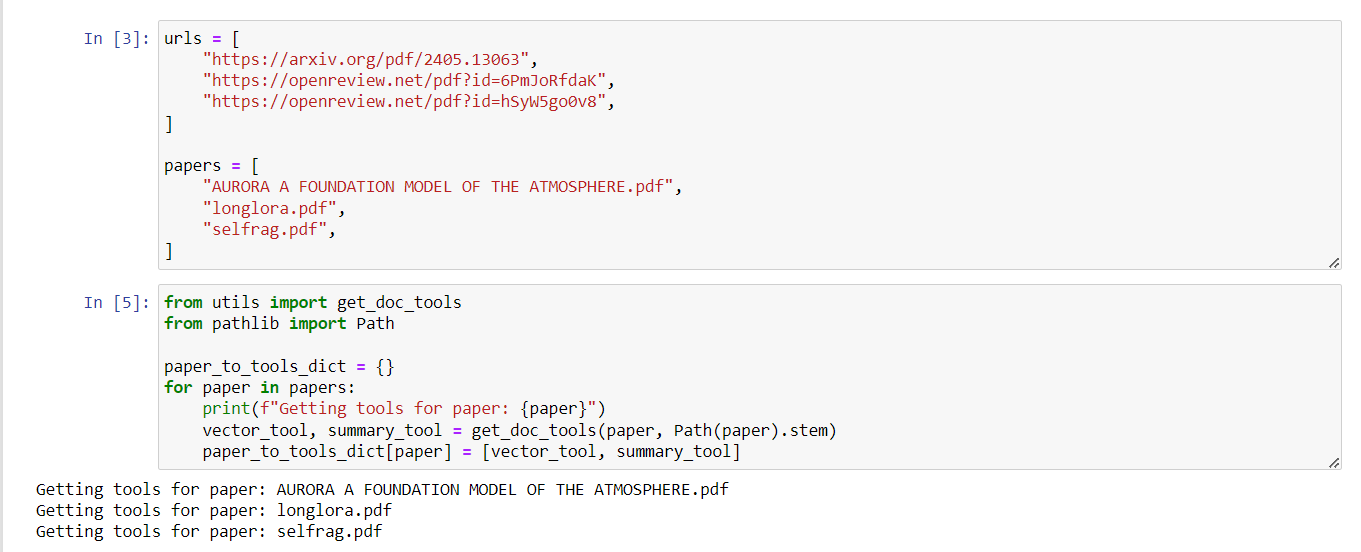 In [3]: urls = [
    "https://arxiv.org/pdf/2405.13063",
    "https://openreview.net/pdf?id=6PmJoRfdaK",
    "https://openreview.net/pdf?id=hSyW5go0v8",
]

papers = [
    "AURORA A FOUNDATION MODEL OF THE ATMOSPHERE.pdf",
    "longlora.pdf",
    "selfrag.pdf",
]
In [5]: from utils import get_doc_tools
from pathlib import Path

paper_to_tools_dict = {}
for paper in papers:
    print(f"Getting tools for paper: {paper}")
    vector_tool, summary_tool = get_doc_tools(paper, Path(paper).stem)
    paper_to_tools_dict[paper] = [vector_tool, summary_tool]
Getting tools for paper: AURORA A FOUNDATION MODEL OF THE ATMOSPHERE.pdf
Getting tools for paper: longlora.pdf
Getting tools for paper: selfrag.pdf